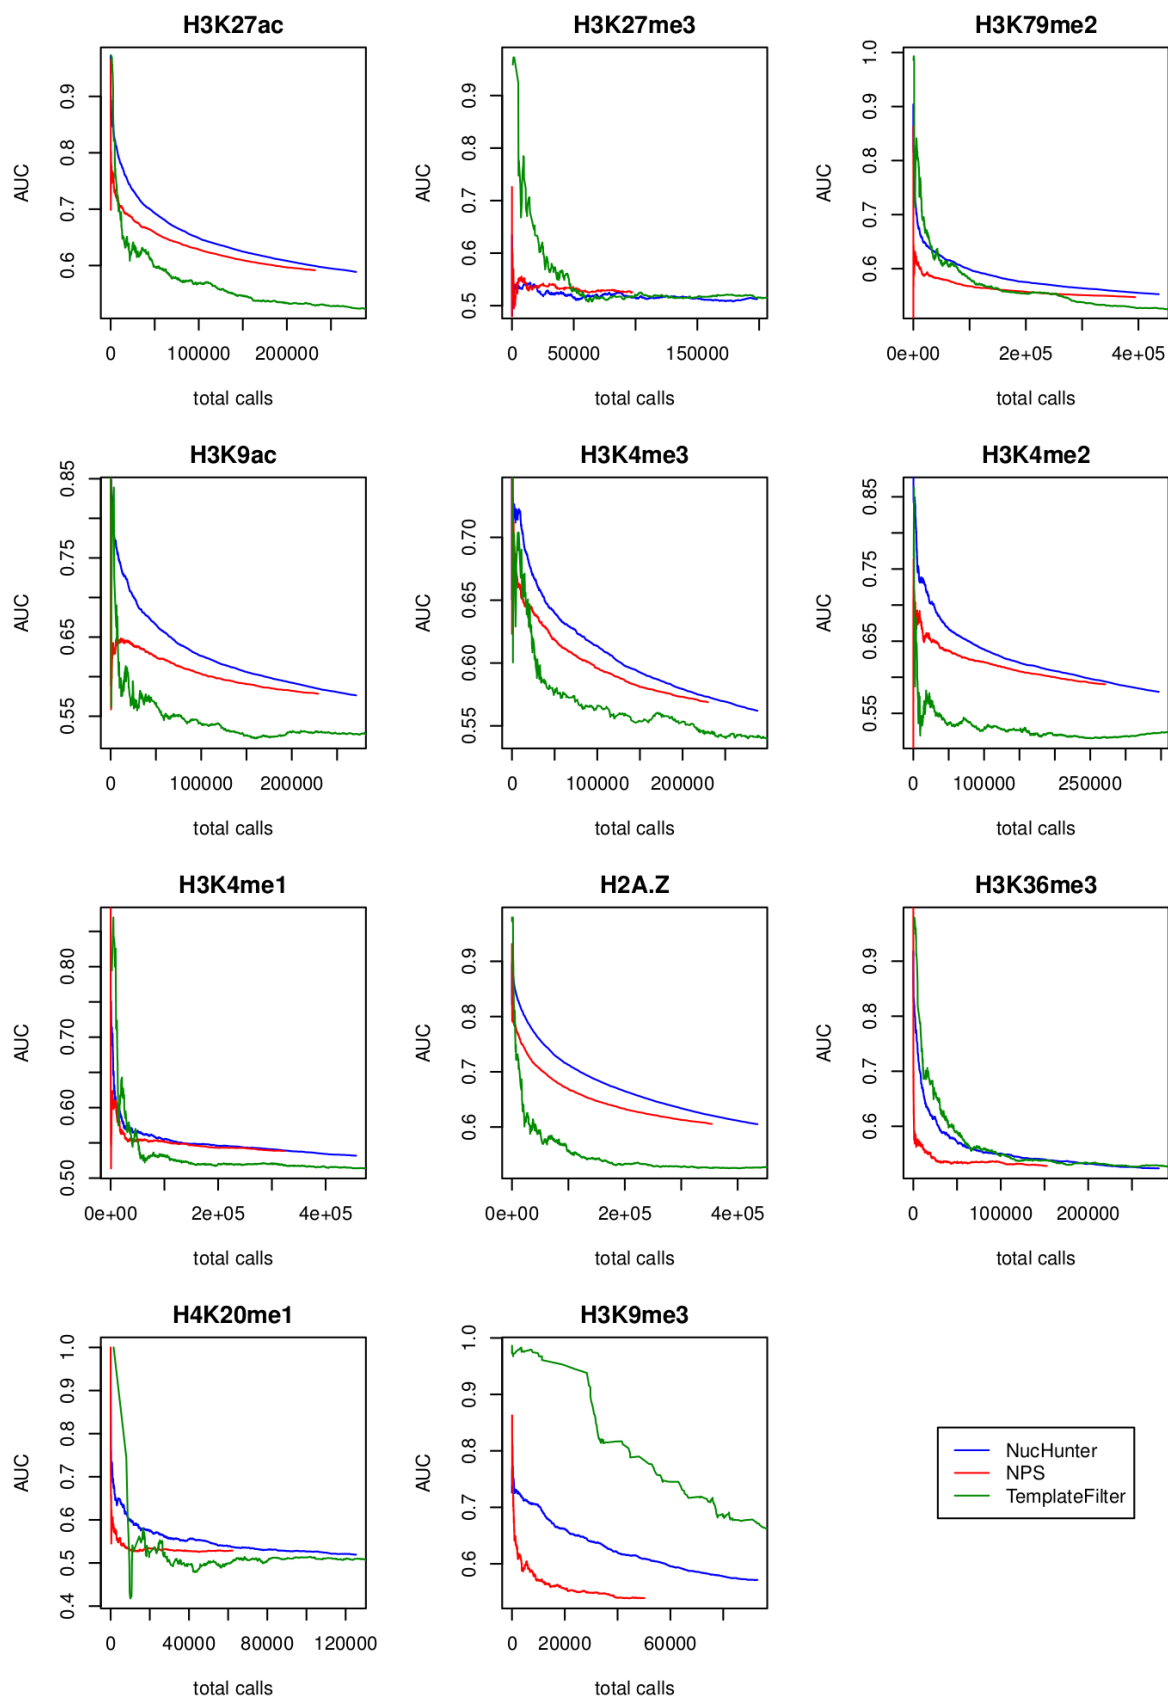 H3K27ac
H3K27me3
H3K79me2
AUC
0.6 0.7 0.8 0.9
0 100000 200000
total calls
AUC
0.5 0.6 0.7 0.8 0.9
0 50000 150000
total calls
AUC
0.6 0.7 0.8 0.9 1.0
0e+00 2e+05 4e+05
total calls
H3K9ac
H3K4me3
H3K4me2
AUC
0.55 0.65 0.75 0.85
0 100000 200000
total calls
AUC
0.55 0.60 0.65 0.70
0 100000 200000
total calls
AUC
0.55 0.65 0.75 0.85
0 100000 250000
total calls
H3K4me1
H2A.Z
H3K36me3
AUC
0.50 0.60 0.70 0.80
0e+00 2e+05 4e+05
total calls
AUC
0.6 0.7 0.8 0.9
0e+00 2e+05 4e+05
total calls
AUC
0.6 0.7 0.8 0.9
0 100000 200000
total calls
H4K20me1
H3K9me3
AUC
0.4 0.5 0.6 0.7 0.8 0.9 1.0
0 40000 80000 120000
total calls
AUC
0.6 0.7 0.8 0.9 1.0
0 20000 60000
total calls
NucHunter
NPS
TemplateFilter